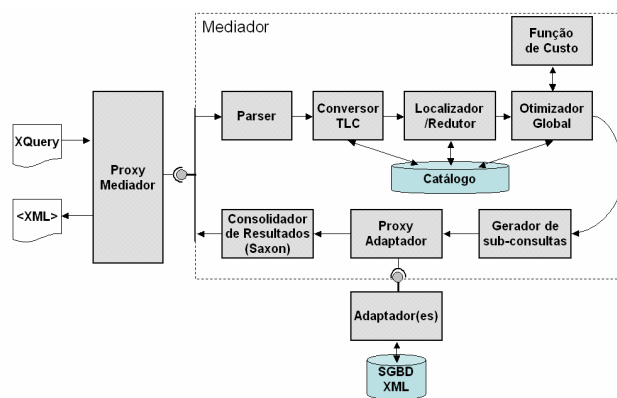 Mediador
Função
de Custo
Parser
Conversor
TLC
Localizador
/Redutor
Otimizador
Global
XQuery
Proxy
Mediador
<XML>
Catálogo
Consolidador
de Resultados
(Saxon)
Proxy
Adaptador
Gerador de
sub-consultas
Adaptador(es)
SGBD
XML